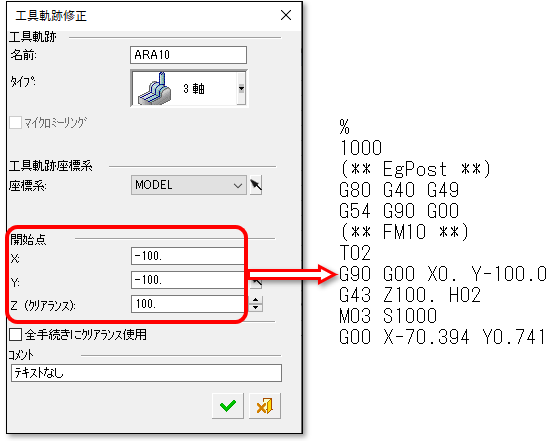 工具軌跡修正
工具軌跡
名前: ARA10
タイプ: 3 軸
マイクロミーリング
工具軌跡座標系
座標系: MODEL
開始点
X: -100.
Y: -100.
Z (クリアランス): 100.
全手続きにクリアランス使用
コメント
テキストなし
%
1000
(** EgPost **)
G80 G40 G49
G54 G90 G00
(** FM10 **)
T02
G90 G00 X0. Y-100.0
G43 Z100. H02
M03 S1000
G00 X-70.394 Y0.741